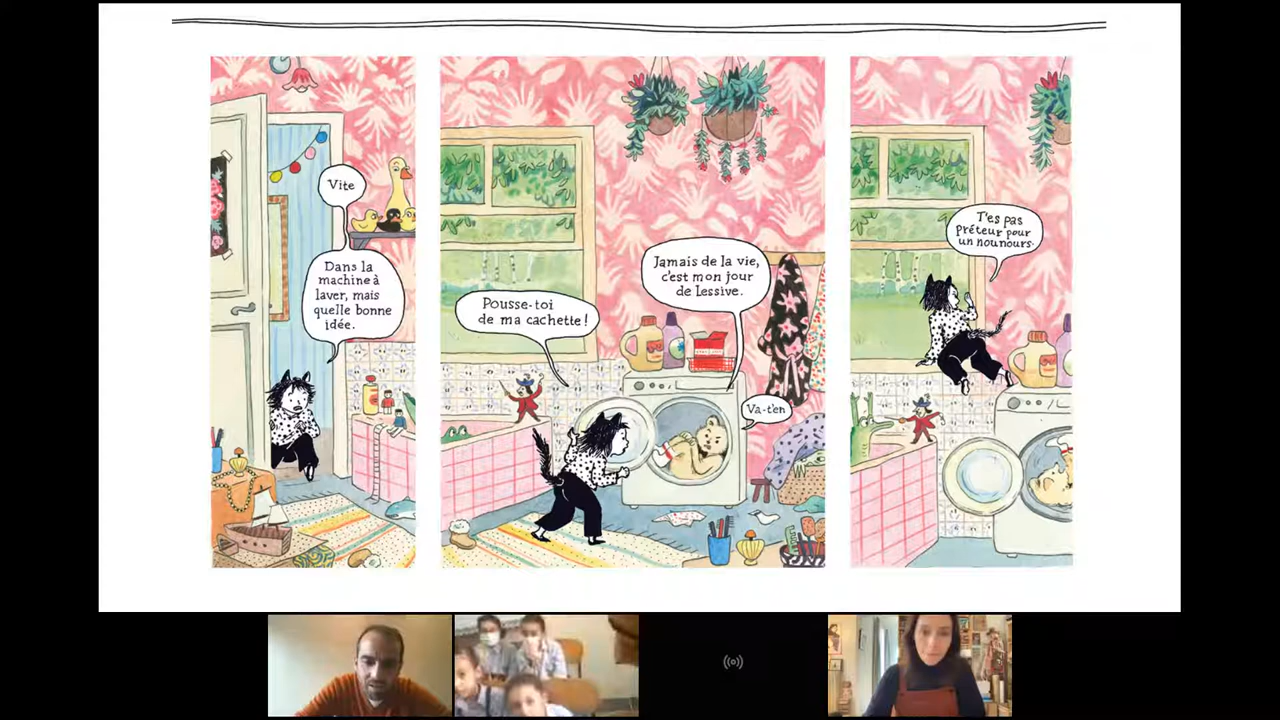 Vite
Dans la
machine à
laver, mais
quelle bonne
idée.
Pousse-toi
de ma cachette !
Jamais de la vie,
c'est mon jour
de lessive.
Va-t'en
T'es pas
prêteur pour
un nounours.